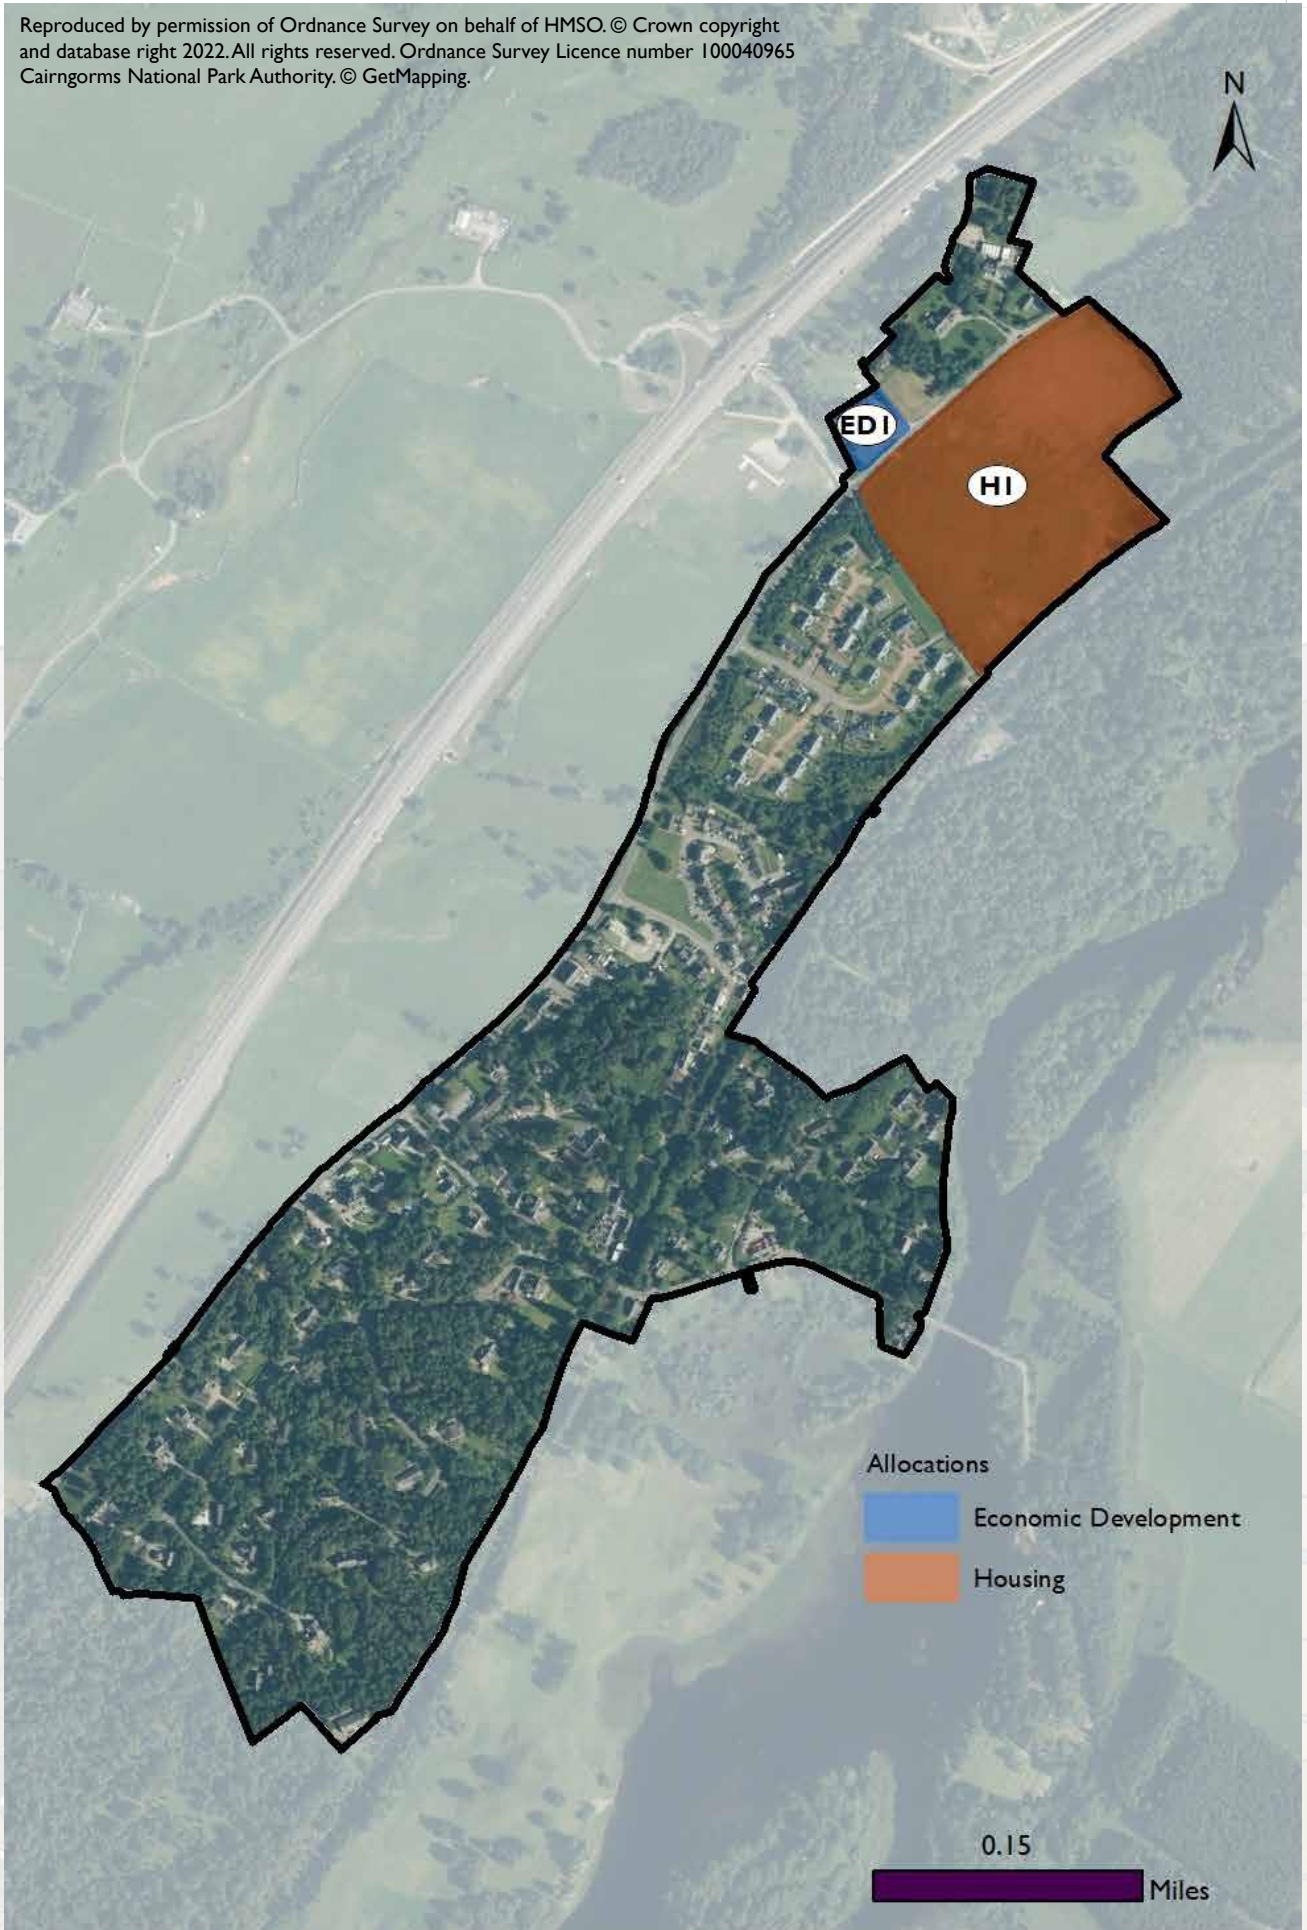 Reproduced by permission of Ordnance Survey on behalf of HMSO. © Crown copyright
and database right 2022. All rights reserved. Ordnance Survey Licence number 100040965
Cairngorms National Park Authority. © GetMapping.
N
ED1
H1
Allocations
Economic Development
Housing
0.15
Miles